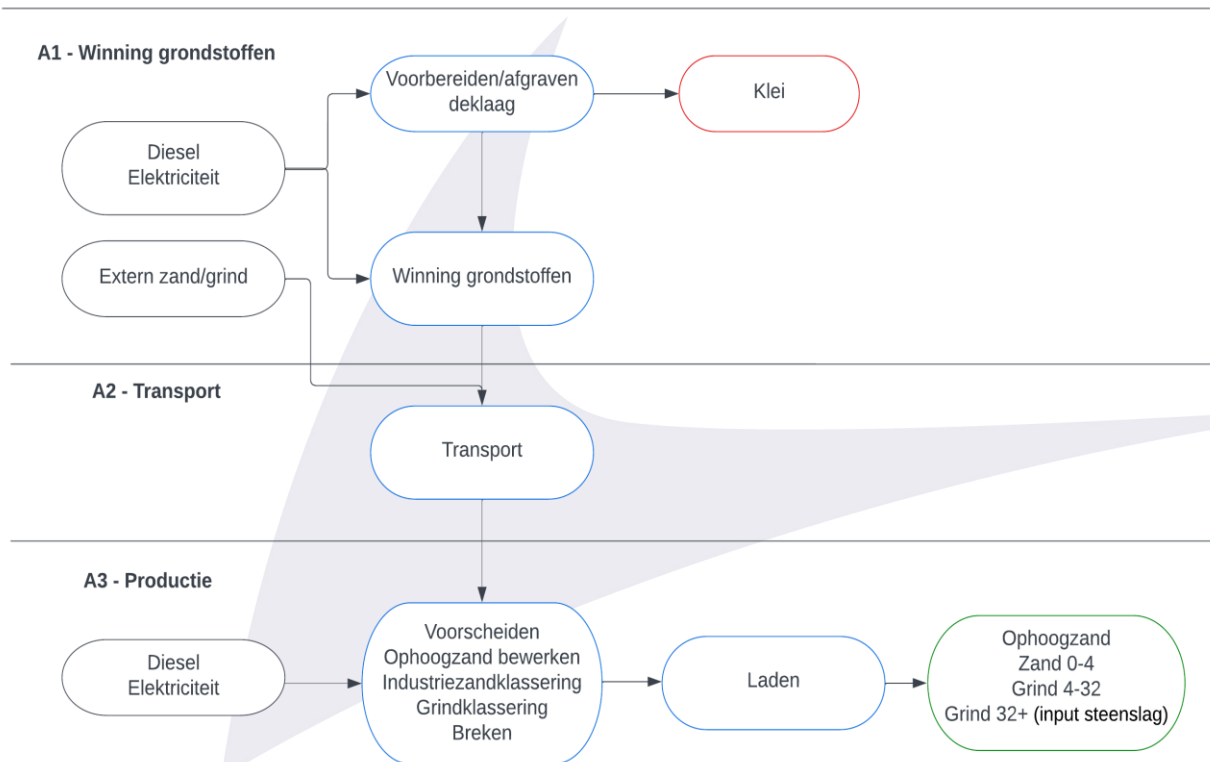 A1 - Winning grondstoffen
Voorbereiden/afgraven
deklaag
Klei
Diesel
Elektriciteit
Extern zand/grind
Winning grondstoffen
A2 - Transport
Transport
A3 - Productie
Diesel
Elektriciteit
Voorscheiden
Ophoogzand bewerken
Industriezandklassering
Grindklassering
Breken
Laden
Ophoogzand
Zand 0-4
Grind 4-32
Grind 32+ (input steenslag)